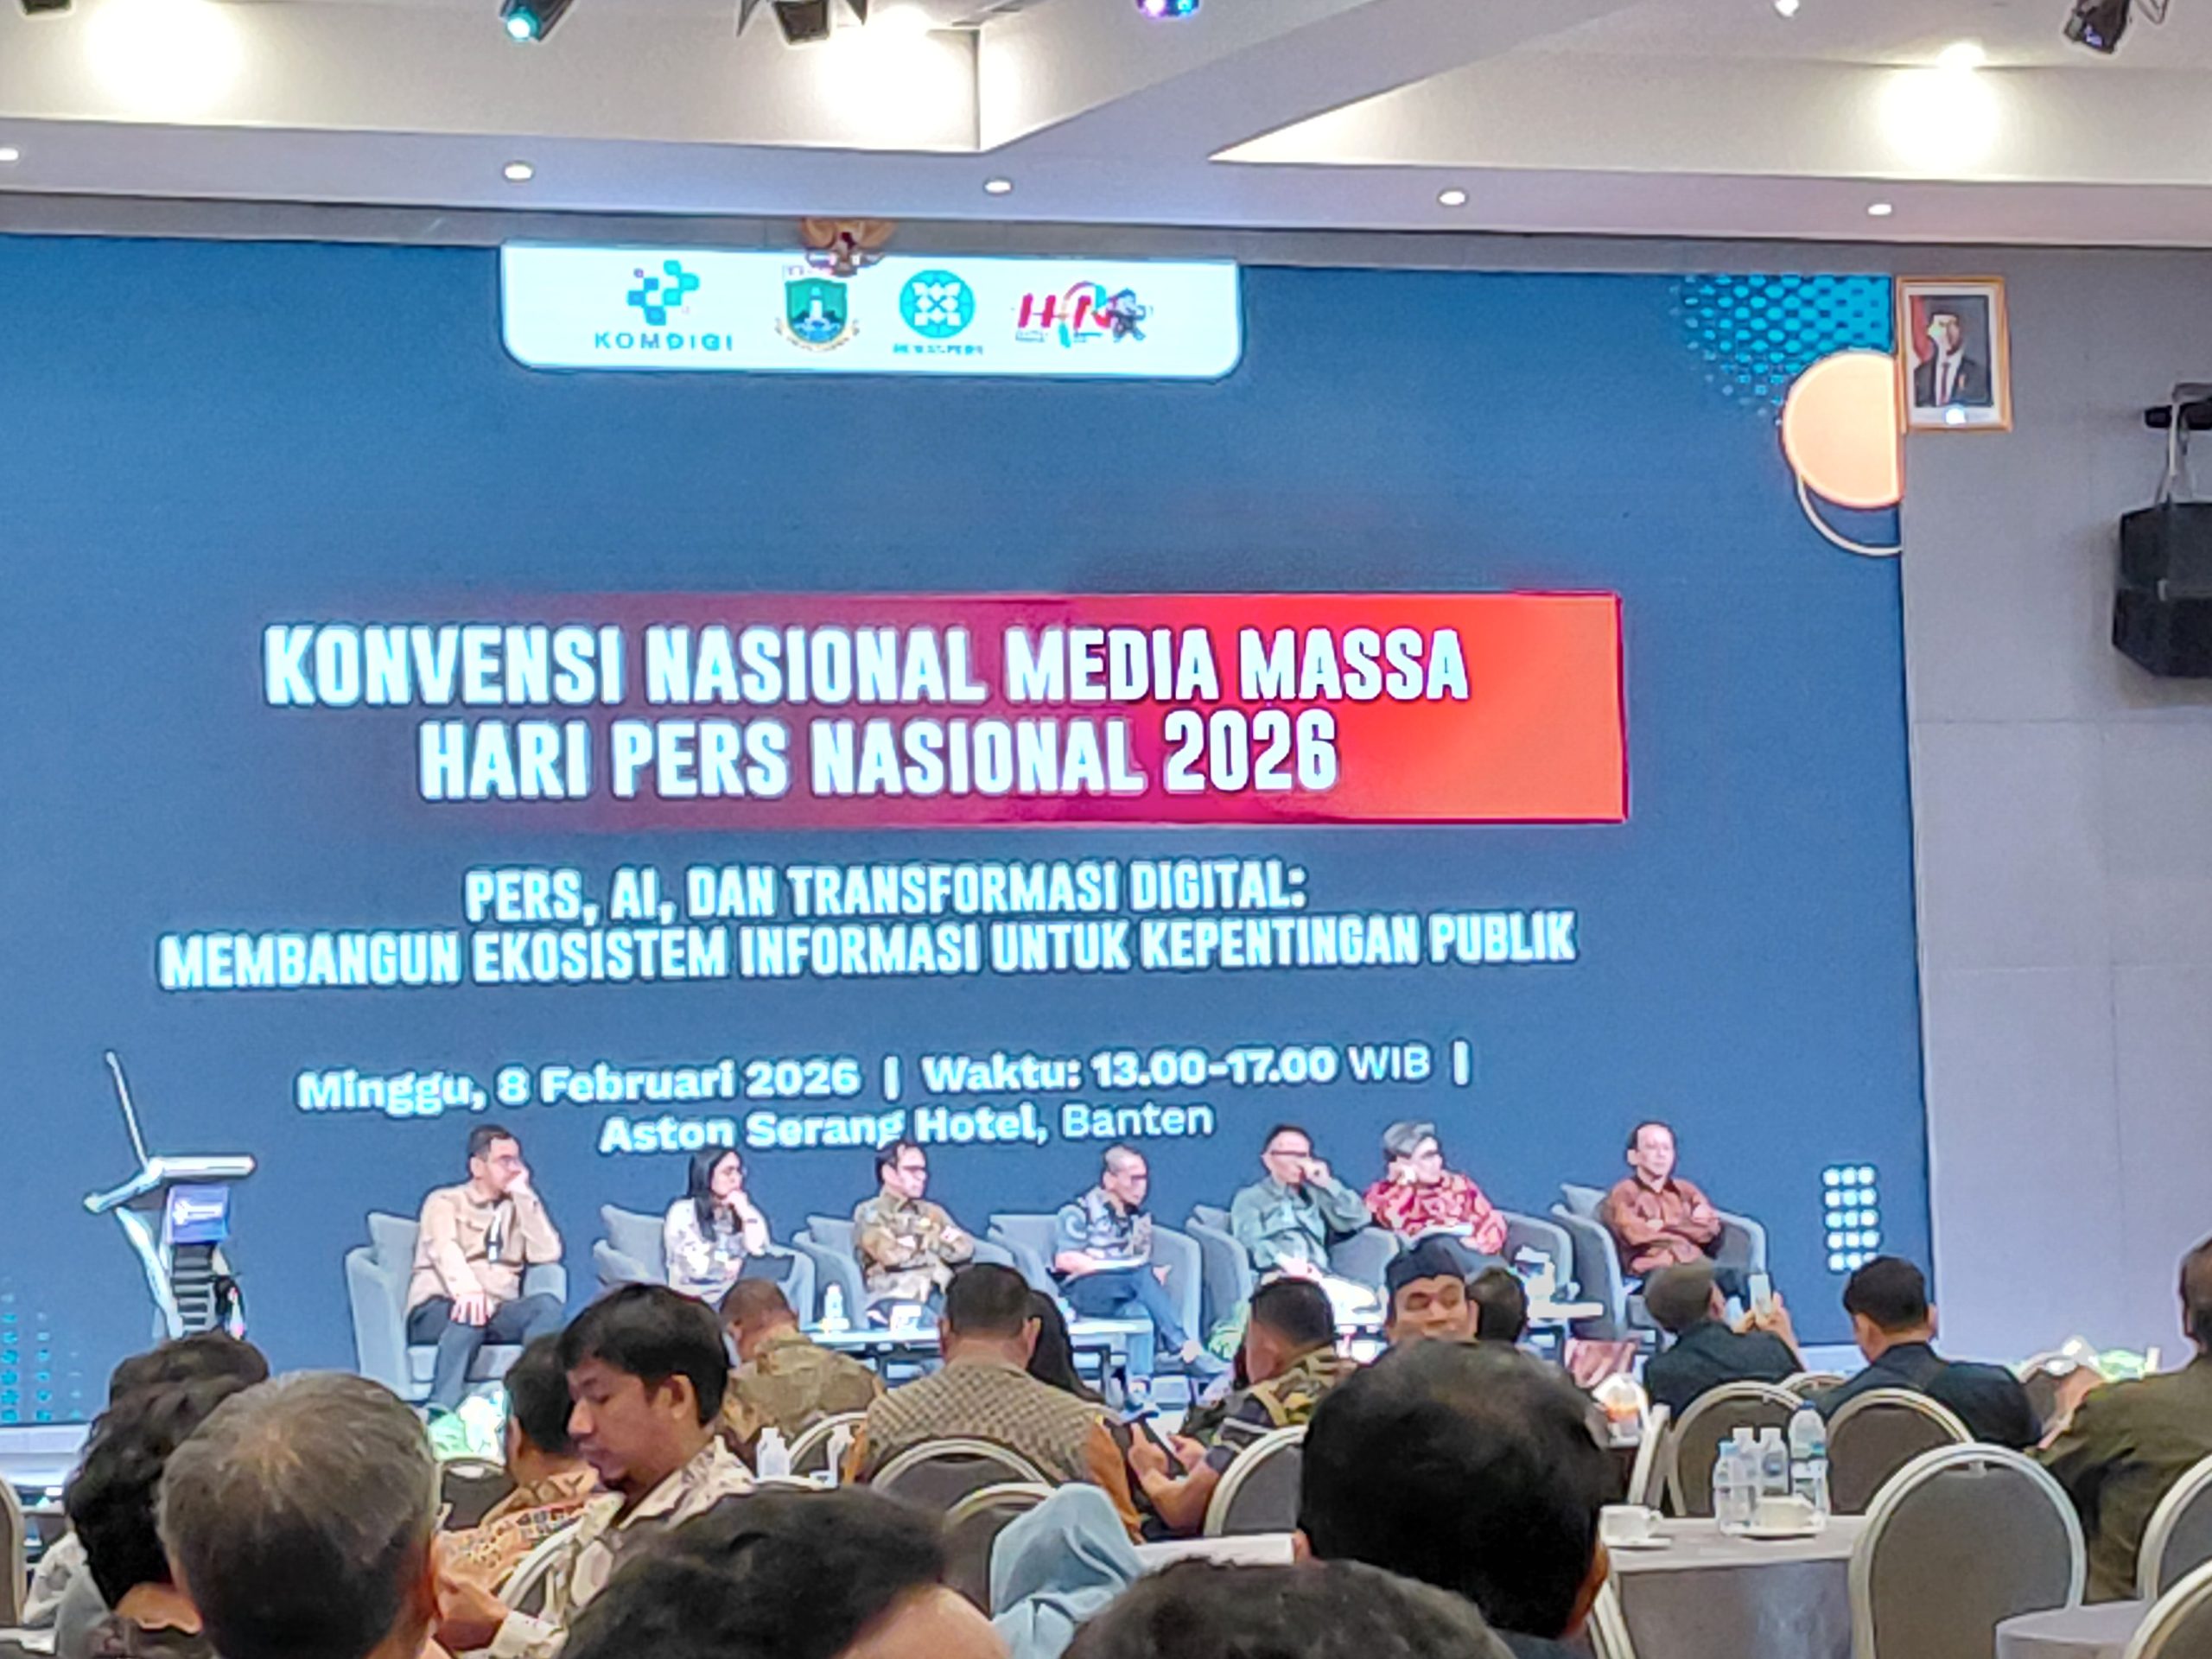 KOMDIGI
HPN
KONVENSI NASIONAL MEDIA MASSA
HARI PERS NASIONAL 2026
PERS, AI, DAN TRANSFORMASI DIGITAL:
MEMBANGUN EKOSISTEM INFORMASI UNTUK KEPENTINGAN PUBLIK
Minggu, 8 Februari 2026 | Waktu: 13.00-17.00 WIB |
Aston Serang Hotel, Banten